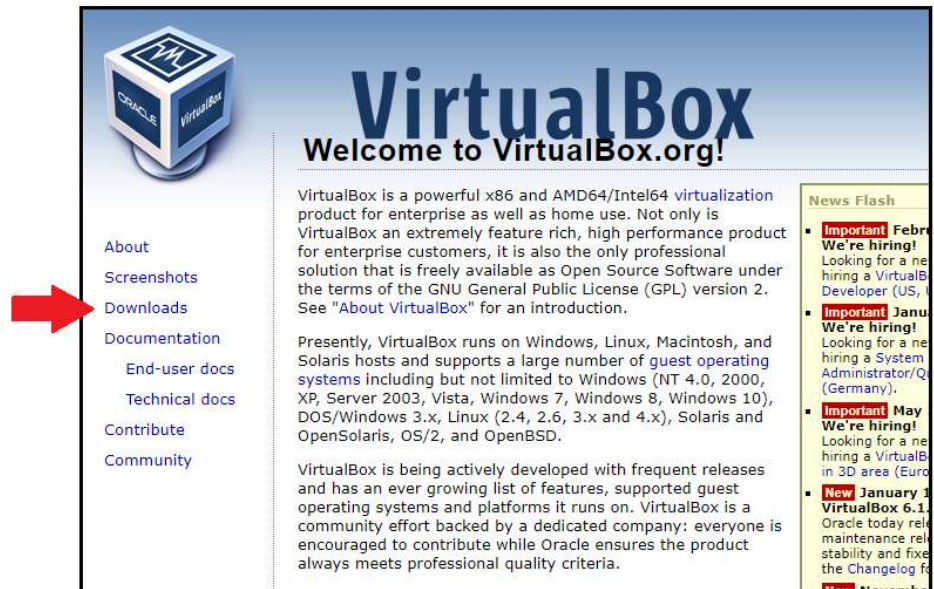 ORACLE
VirtualBox
VirtualBox
Welcome to VirtualBox.org!
About
Screenshots
Downloads
Documentation
End-user docs
Technical docs
Contribute
Community
VirtualBox is a powerful x86 and AMD64/Intel64 virtualization
product for enterprise as well as home use. Not only is
VirtualBox an extremely feature rich, high performance product
for enterprise customers, it is also the only professional
solution that is freely available as Open Source Software under
the terms of the GNU General Public License (GPL) version 2.
See "About VirtualBox" for an introduction.
Presently, VirtualBox runs on Windows, Linux, Macintosh, and
Solaris hosts and supports a large number of guest operating
systems including but not limited to Windows (NT 4.0, 2000,
XP, Server 2003, Vista, Windows 7, Windows 8, Windows 10),
DOS/Windows 3.x, Linux (2.4, 2.6, 3.x and 4.x), Solaris and
OpenSolaris, OS/2, and OpenBSD.
VirtualBox is being actively developed with frequent releases
and has an ever growing list of features, supported guest
operating systems and platforms it runs on. VirtualBox is a
community effort backed by a dedicated company: everyone is
encouraged to contribute while Oracle ensures the product
always meets professional quality criteria.
News Flash
Important
We're hiring!
Looking for a
hiring a
Developer (US,
Important
We're hiring!
Looking for a
hiring a System
(Germany).
Important May
We're hiring!
Looking for a
hiring a
in 3D area
New January
VirtualBox 6.1.
Oracle today
maintenance
stability and
the Changelog
New